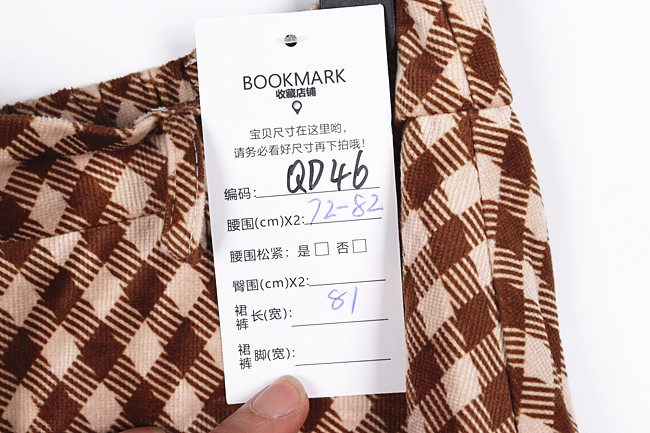 BOOKMARK
收藏店铺
宝贝尺寸在这里哟,
请务必看好尺寸再下拍哦!
编码: QD46
腰围(cm)X2: 72-82
腰围松紧: 是□ 否□
臀围(cm)X2:
裙裤长(宽): 81
裙裤脚(宽):